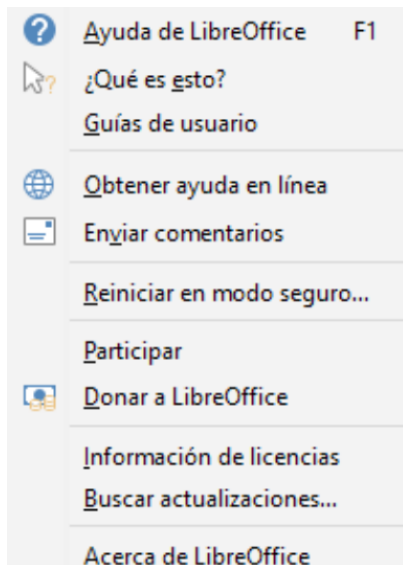 Ayuda de LibreOffice F1
¿Qué es esto?
Guías de usuario
Obtener ayuda en línea
Enviar comentarios
Reiniciar en modo seguro...
Participar
Donar a LibreOffice
Información de licencias
Buscar actualizaciones...
Acerca de LibreOffice